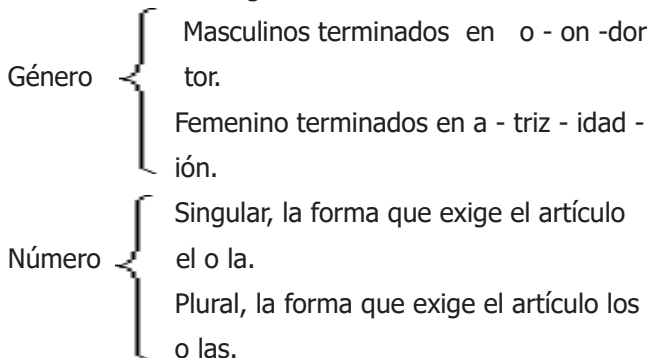 Masculinos terminados en o - on -dor
Género tor.
Femenino terminados en a - triz - idad -
ión.
Singular, la forma que exige el artículo
Número el o la.
Plural, la forma que exige el artículo los
o las.